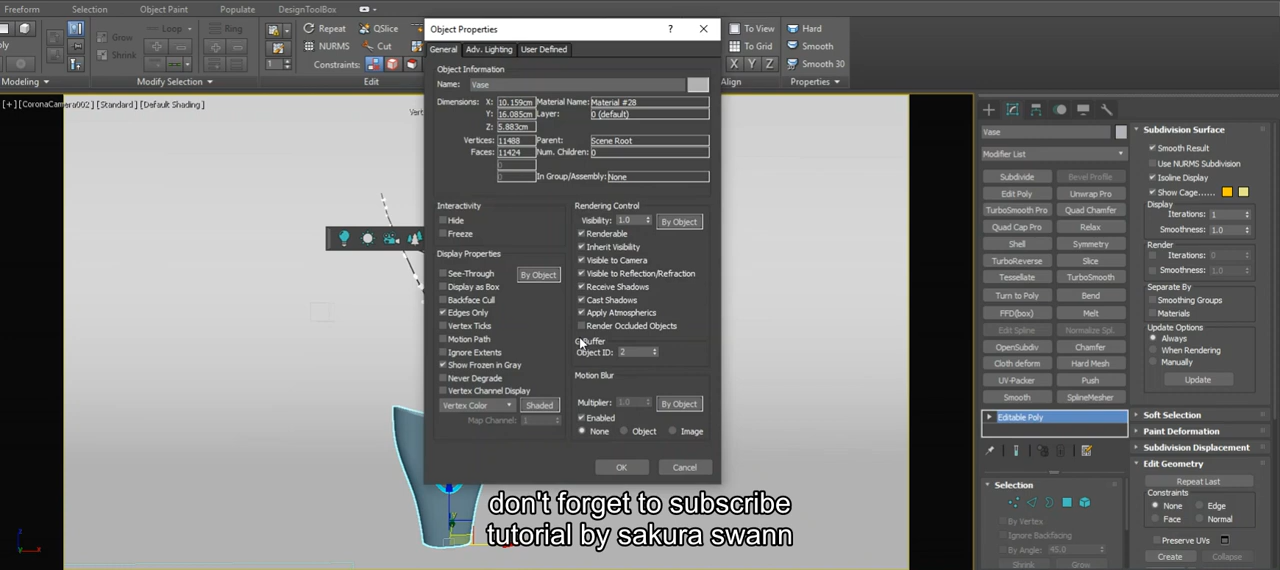 Freeform
Selection
Object Paint
Populate
DesignToolBox
Loop
Ring
Grow
Shrink
Repeat
QSlice
NURMS
Cut
Constraints:
To View
To Grid
X Y Z
Hard
Smooth
Smooth 30
Modeling
Modify Selection
Edit
Align
Properties
[+] [CoronaCamera002] [Standard] [Default Shading]
Object Properties
? ×
General
Adv. Lighting
User Defined
Object Information
Name: Vase
Dimensions: X: 10.159cm
Y: 16.085cm
Z: 5.883cm
Vertices: 11488
Faces: 11424
Material Name: Material #28
Layer: 0 (default)
Parent: Scene Root
Num. Children: 0
In Group/Assembly: None
Interactivity
Hide
Freeze
Display Properties
See-Through
By Object
Display as Box
Backface Cull
Edges Only
Vertex Ticks
Motion Path
Ignore Extents
Show Frozen in Gray
Never Degrade
Vertex Channel Display
Vertex Color
Shaded
Map Channel: 1
Rendering Control
Visibility: 1.0
By Object
Renderable
Inherit Visibility
Visible to Camera
Visible to Reflection/Refraction
Receive Shadows
Cast Shadows
Apply Atmospherics
Render Occluded Objects
G-Buffer
Object ID: 2
Motion Blur
Multiplier: 1.0
By Object
Enabled
None
Object
Image
OK
Cancel
don't forget to subscribe
tutorial by sakura swann
Vase
Modifier List
Subdivide
Bevel Profile
Edit Poly
Unwrap Pro
TurboSmooth Pro
Quad Chamfer
Quad Cap Pro
Relax
Shell
Symmetry
TurboReverse
Slice
Tessellate
TurboSmooth
Turn to Poly
Bend
FFD(box)
Melt
Edit Spline
Normalize Spl.
OpenSubdiv
Chamfer
Optimize
Hard Mesh
UV-Packer
Push
Smooth
SplineMesher
Editable Poly
Selection
By Vertex
Ignore Backfacing
By Angle: 45.0
Shrink
Grow
Subdivision Surface
Smooth Result
Use NURMS Subdivision
Isoline Display
Show Cage......
Display
Iterations: 1
Smoothness: 1.0
Render
Iterations: 0
Smoothness: 1.0
Separate By
Smoothing Groups
Materials
Update Options
Always
When Rendering
Manually
Update
Soft Selection
Paint Deformation
Subdivision Displacement
Edit Geometry
Repeat Last
Constraints
None
Edge
Face
Normal
Preserve UVs
Create
Collapse